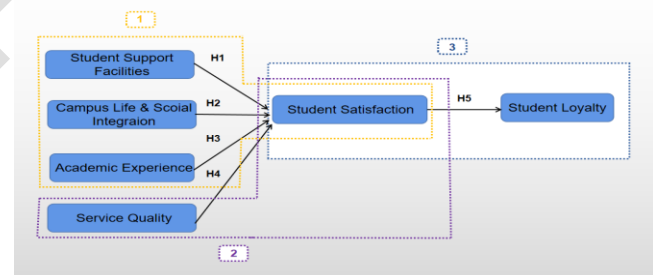 1
Student Support
Facilities
H1
3
Campus Life & Scoial
Integraion
H2
Student Satisfaction
H5
Student Loyalty
H3
Academic Experience
H4
Service Quality
2